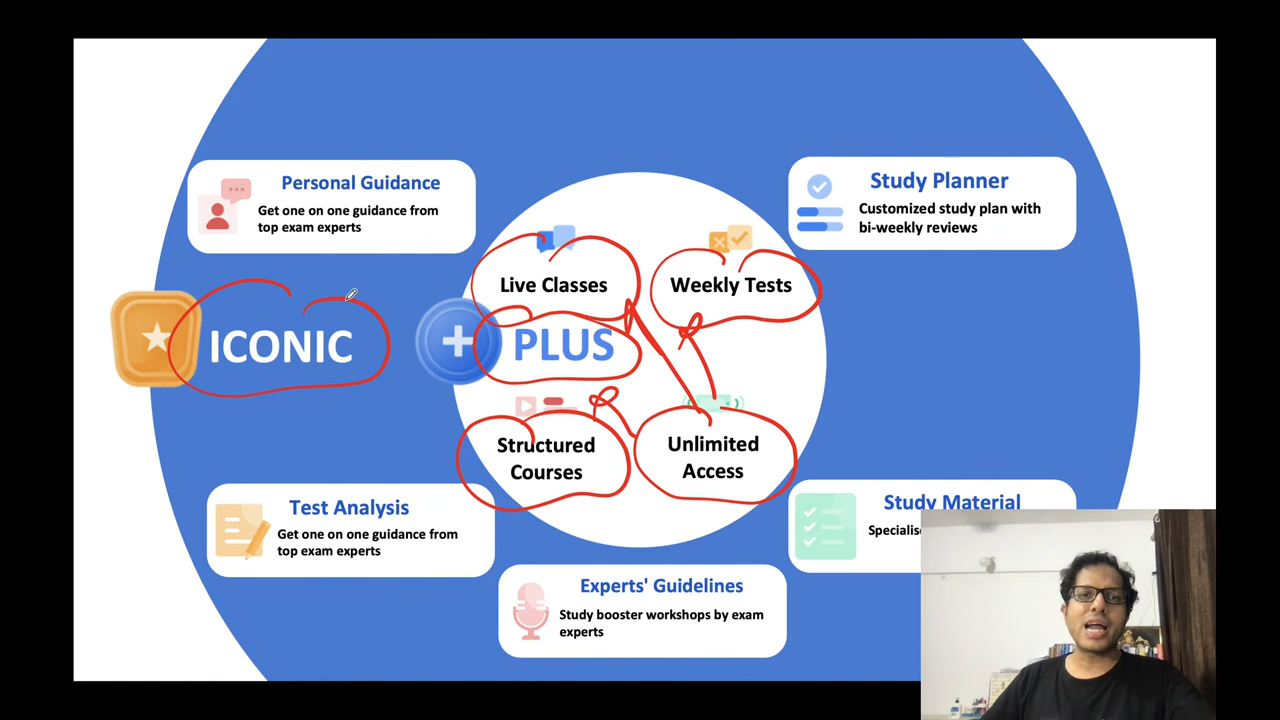 Personal Guidance
Get one on one guidance from
top exam experts
Study Planner
Customized study plan with
bi-weekly reviews
Live Classes
Weekly Tests
ICONIC
PLUS
Structured
Courses
Unlimited
Access
Test Analysis
Get one on one guidance from
top exam experts
Study Material
Experts' Guidelines
Study booster workshops by exam
experts